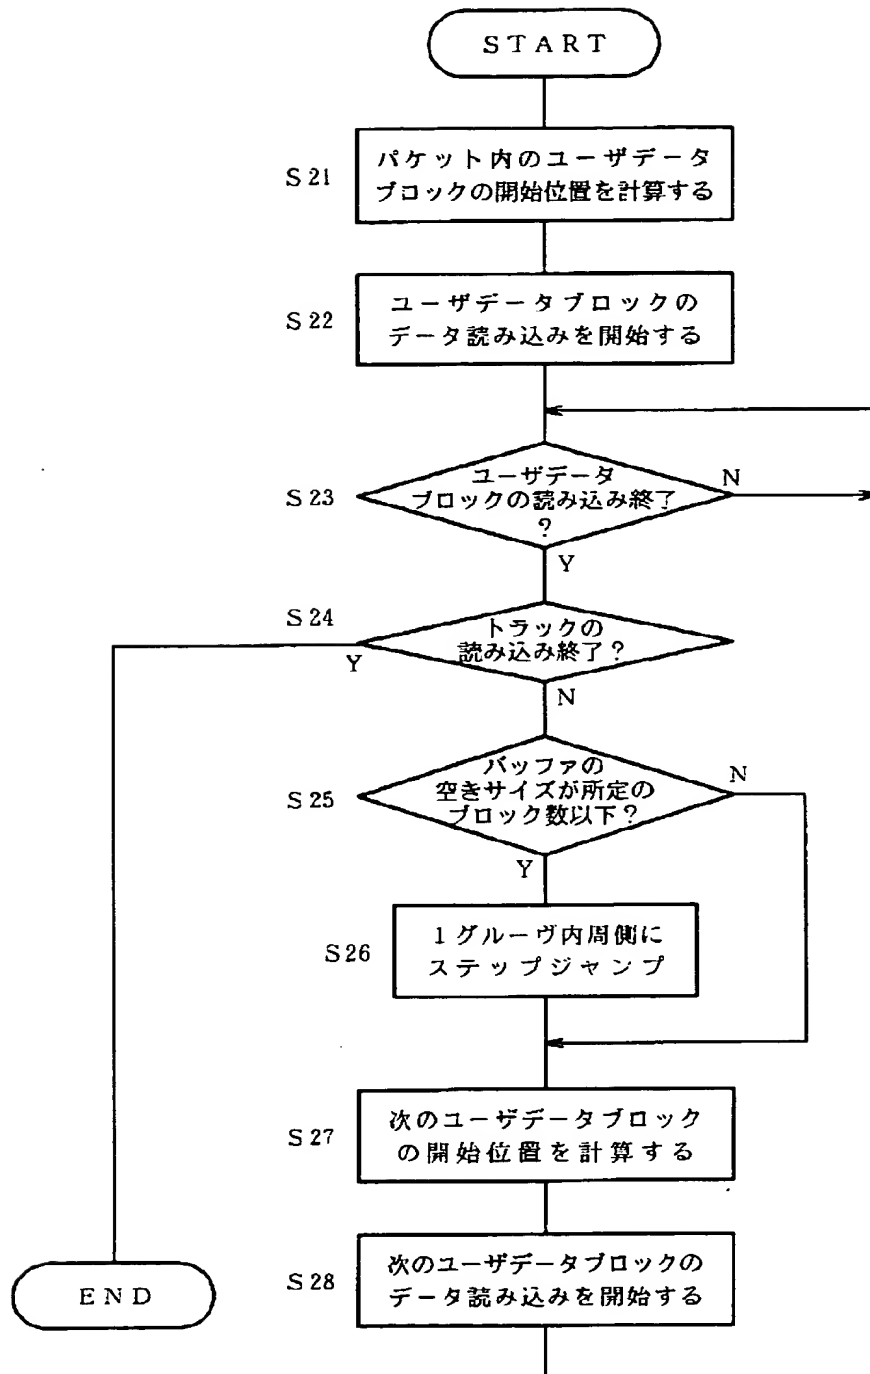 START
S21
パケット内のユーザデータ
ブロックの開始位置を計算する
S22
ユーザデータブロックの
データ読み込みを開始する
S23
ユーザデータ
ブロックの読み込み終了
?
N
Y
S24
トラックの
読み込み終了?
Y
N
S25
バッファの
空きサイズが所定の
ブロック数以下?
N
Y
S26
1グルーヴ内周側に
ステップジャンプ
S27
次のユーザデータブロック
の開始位置を計算する
S28
次のユーザデータブロックの
データ読み込みを開始する
END